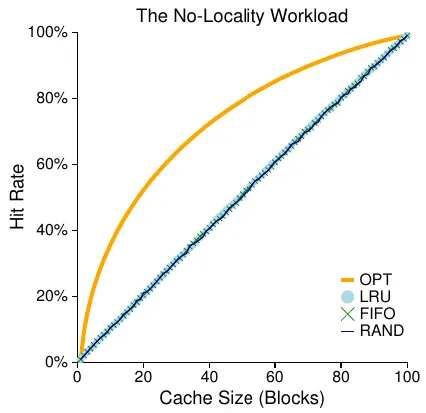 The No-Locality Workload
100%
80%
60%
40%
20%
0%
Hit Rate
0 20 40 60 80 100
Cache Size (Blocks)
OPT
LRU
FIFO
RAND